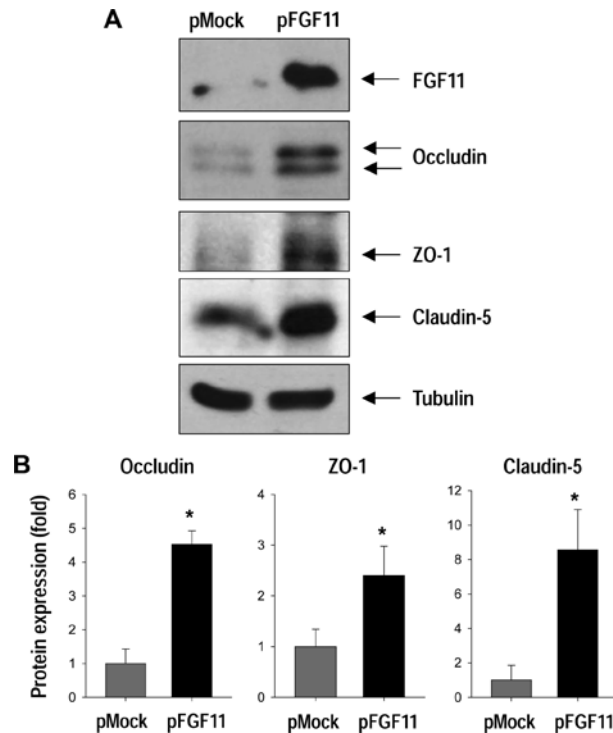 A
pMock pFGF11
FGF11
Occludin
ZO-1
Claudin-5
Tubulin
B
Occludin ZO-1 Claudin-5
Protein expression (fold)
6
5
4
3
2
1
0
*
pMock pFGF11
4
3
2
1
0
*
pMock pFGF11
12
10
8
6
4
2
0
*
pMock pFGF11